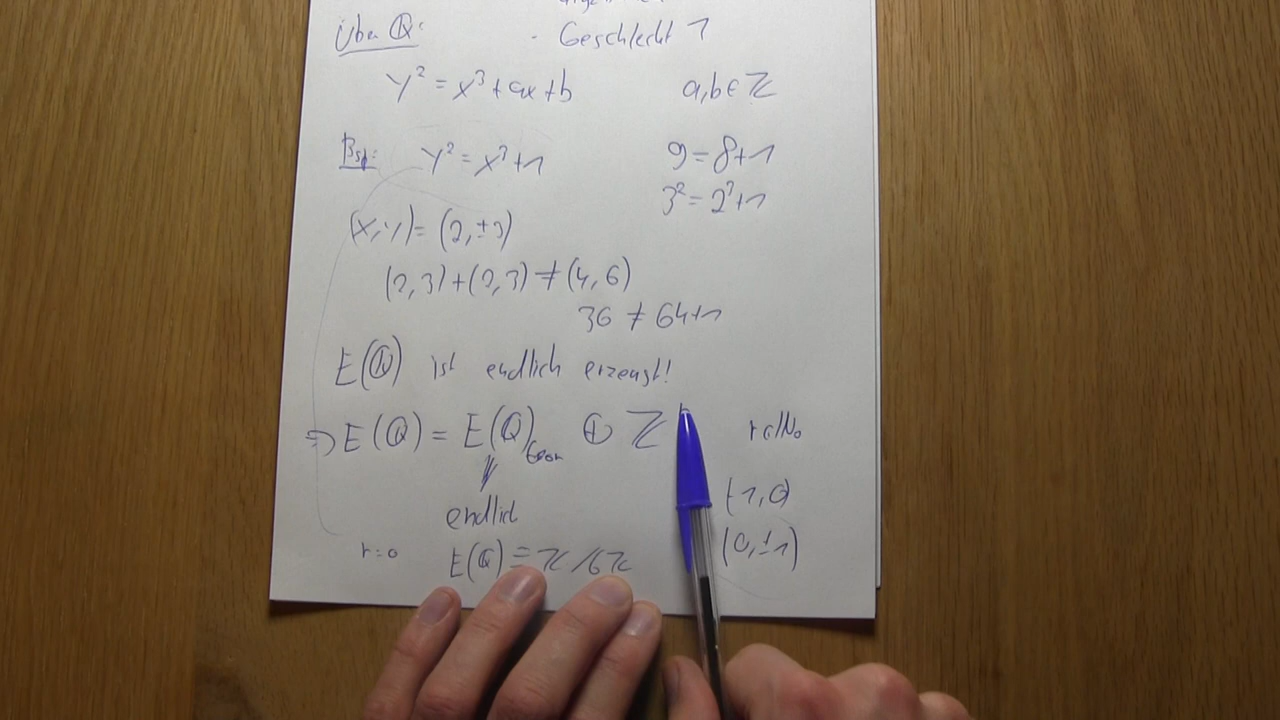 Über Q:
- Geschlecht 1
y² = x³ + ax + b a, b ∈ ℤ
Bsp: y² = x³ + 1 9 = 8 + 1
3² = 2³ + 1
(x, y) = (2, ±3)
(2, 3) + (2, 3) ≠ (4, 6)
36 ≠ 64 + 1
E(ℚ) ist endlich erzeugt!
⇒ E(ℚ) = E(ℚ)tors ⊕ ℤ r ∈ ℕ₀
endlich (-1, 0)
(0, ±1)
r = 0 E(ℚ) = ℤ/6ℤ